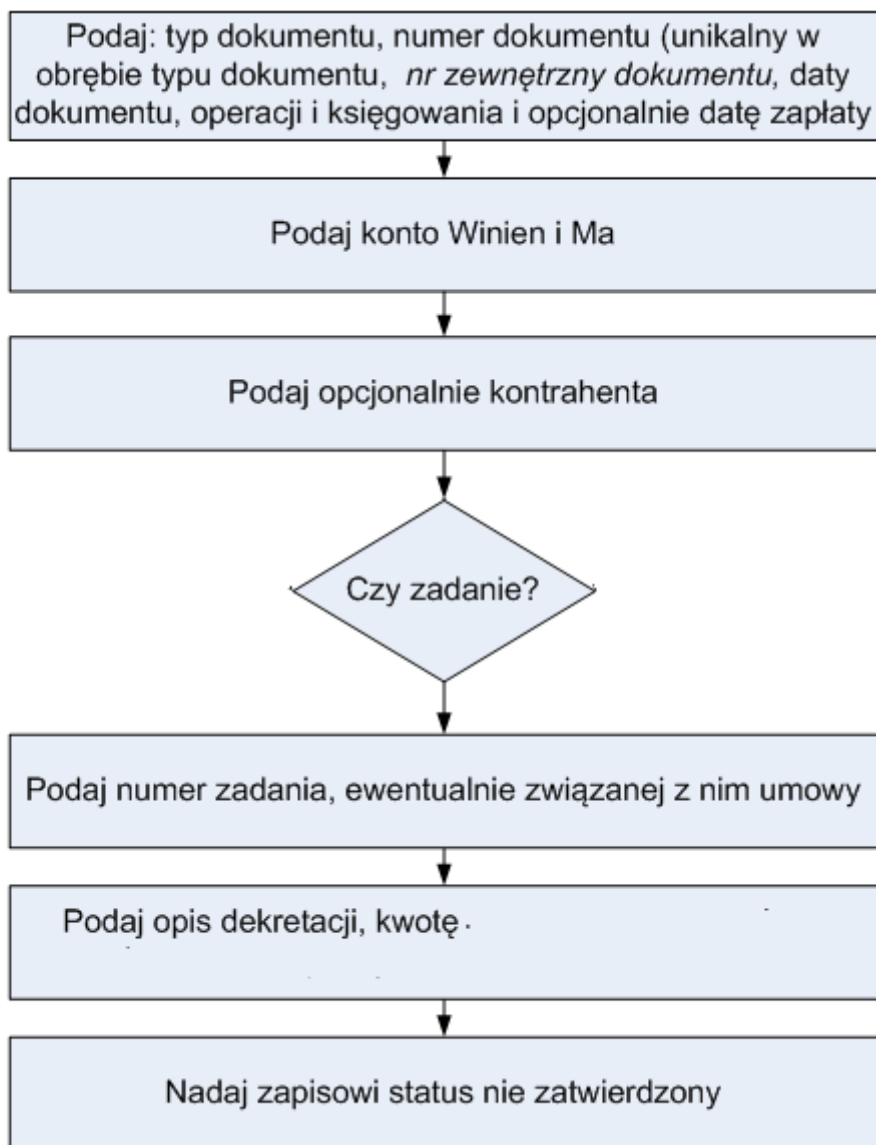 Podaj: typ dokumentu, numer dokumentu (unikalny w
obrębie typu dokumentu, nr zewnętrzny dokumentu, daty
dokumentu, operacji i księgowania i opcjonalnie datę zapłaty
Podaj konto Winien i Ma
Podaj opcjonalnie kontrahenta
Czy zadanie?
Podaj numer zadania, ewentualnie związanej z nim umowy
Podaj opis dekretacji, kwotę.
Nadaj zapisowi status nie zatwierdzony